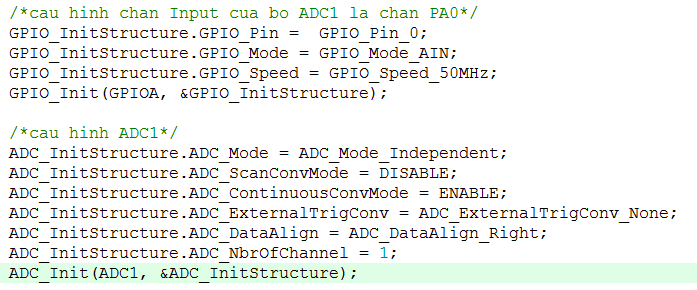 /*cau hinh chan Input cua bo ADC1 la chan PA0*/
GPIO_InitStructure.GPIO_Pin =  GPIO_Pin_0;
GPIO_InitStructure.GPIO_Mode = GPIO_Mode_AIN;
GPIO_InitStructure.GPIO_Speed = GPIO_Speed_50MHz;
GPIO_Init(GPIOA, &GPIO_InitStructure);
/*cau hinh ADC1*/
ADC_InitStructure.ADC_Mode = ADC_Mode_Independent;
ADC_InitStructure.ADC_ScanConvMode = DISABLE;
ADC_InitStructure.ADC_ContinuousConvMode = ENABLE;
ADC_InitStructure.ADC_ExternalTrigConv = ADC_ExternalTrigConv_None;
ADC_InitStructure.ADC_DataAlign = ADC_DataAlign_Right;
ADC_InitStructure.ADC_NbrOfChannel = 1;
ADC_Init(ADC1, &ADC_InitStructure);